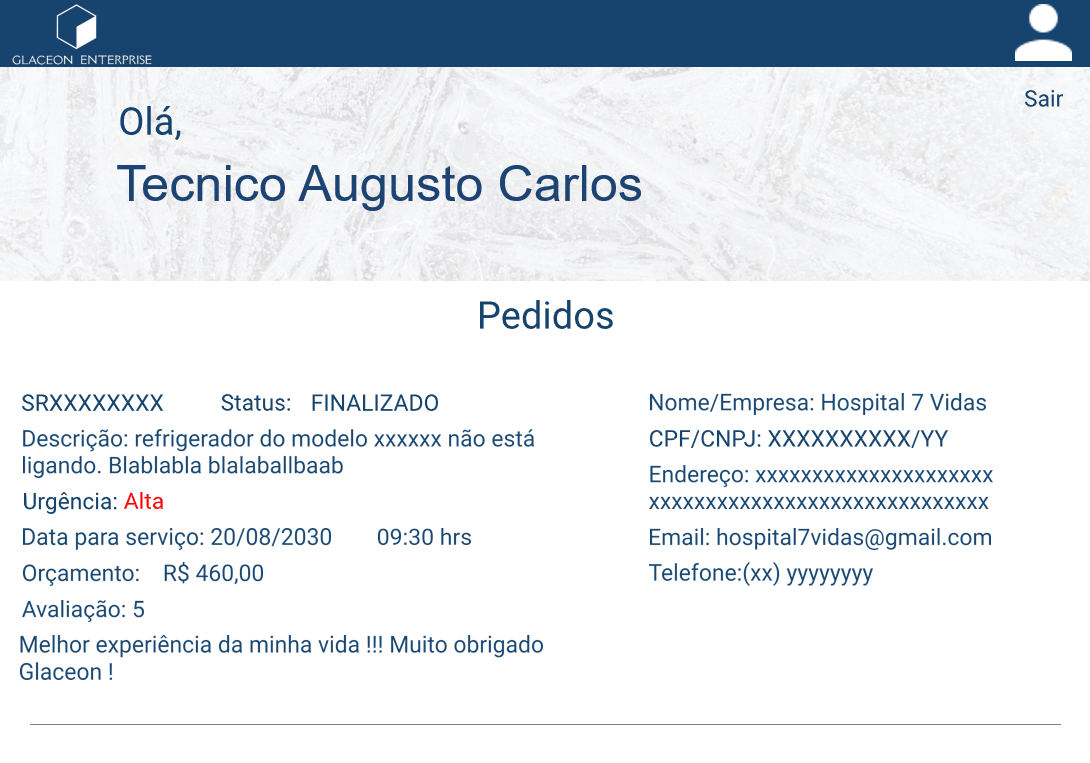 GLACEON ENTERPRISE
Sair
Olá,
Tecnico Augusto Carlos
Pedidos
SRXXXXXXXX Status: FINALIZADO
Descrição: refrigerador do modelo xxxxxx não está
ligando. Blablabla blalaballbaab
Urgência: Alta
Data para serviço: 20/08/2030 09:30 hrs
Orçamento: R$ 460,00
Avaliação: 5
Melhor experiência da minha vida !!! Muito obrigado
Glaceon !
Nome/Empresa: Hospital 7 Vidas
CPF/CNPJ: XXXXXXXXXX/YY
Endereço: xxxxxxxxxxxxxxxxxxxxx
xxxxxxxxxxxxxxxxxxxxxxxxxxxxxx
Email: hospital7vidas@gmail.com
Telefone:(xx) yyyyyyyy